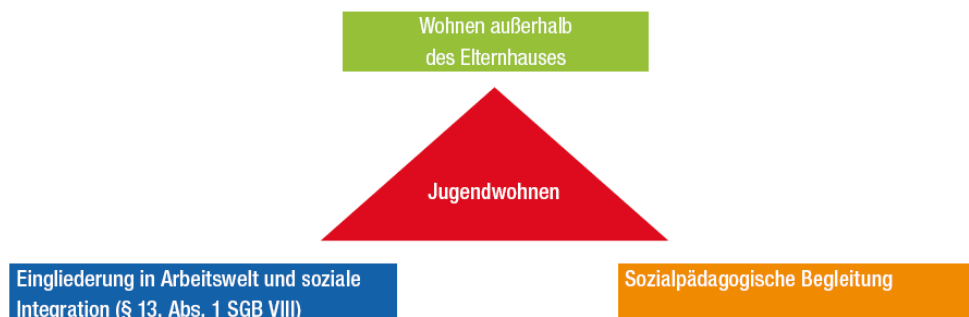 Wohnen außerhalb
des Elternhauses
Jugendwohnen
Eingliederung in Arbeitswelt und soziale
Integration (§ 13, Abs. 1 SGB VIII)
Sozialpädagogische Begleitung